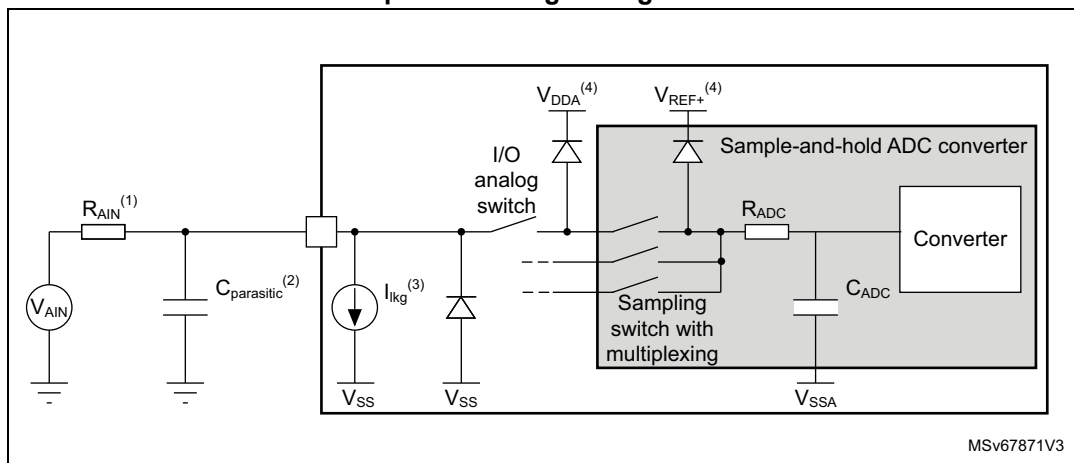 V_DDA^(4)
V_REF+^(4)
Sample-and-hold ADC converter
I/O
analog
switch
R_AIN^(1)
R_ADC
Converter
V_AIN
C_parasitic^(2)
I_lkg^(3)
C_ADC
Sampling
switch with
multiplexing
V_SS
V_SS
V_SSA
MSv67871V3